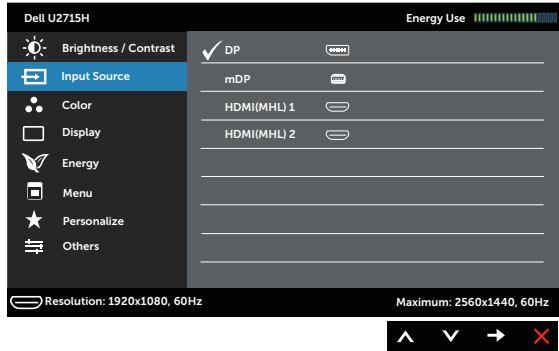 Dell U2715H
Energy Use
Brightness / Contrast
DP
Input Source
mDP
Color
HDMI(MHL) 1
Display
HDMI(MHL) 2
Energy
Menu
Personalize
Others
Resolution: 1920x1080, 60Hz
Maximum: 2560x1440, 60Hz